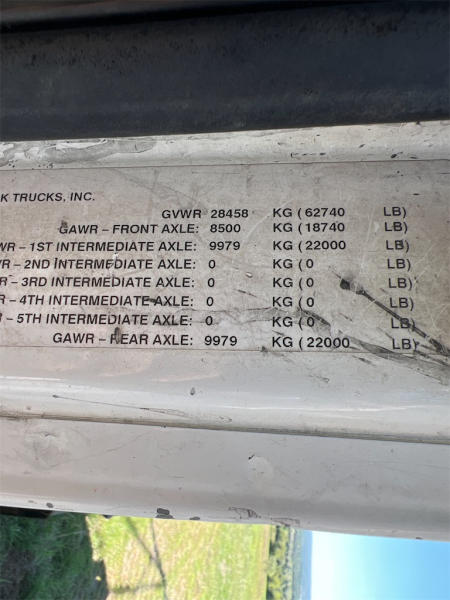 K TRUCKS, INC.
GVWR 28458 KG ( 62740 LB)
GAWR – FRONT AXLE: 8500 KG ( 18740 LB)
WR – 1ST INTERMEDIATE AXLE: 9979 KG ( 22000 LB)
R – 2ND INTERMEDIATE AXLE: 0 KG ( 0 LB)
R – 3RD INTERMEDIATE AXLE: 0 KG ( 0 LB)
R – 4TH INTERMEDIATE AXLE: 0 KG ( 0 LB)
R – 5TH INTERMEDIATE AXLE: 0 KG ( 0 LB)
GAWR – REAR AXLE: 9979 KG ( 22000 LB)